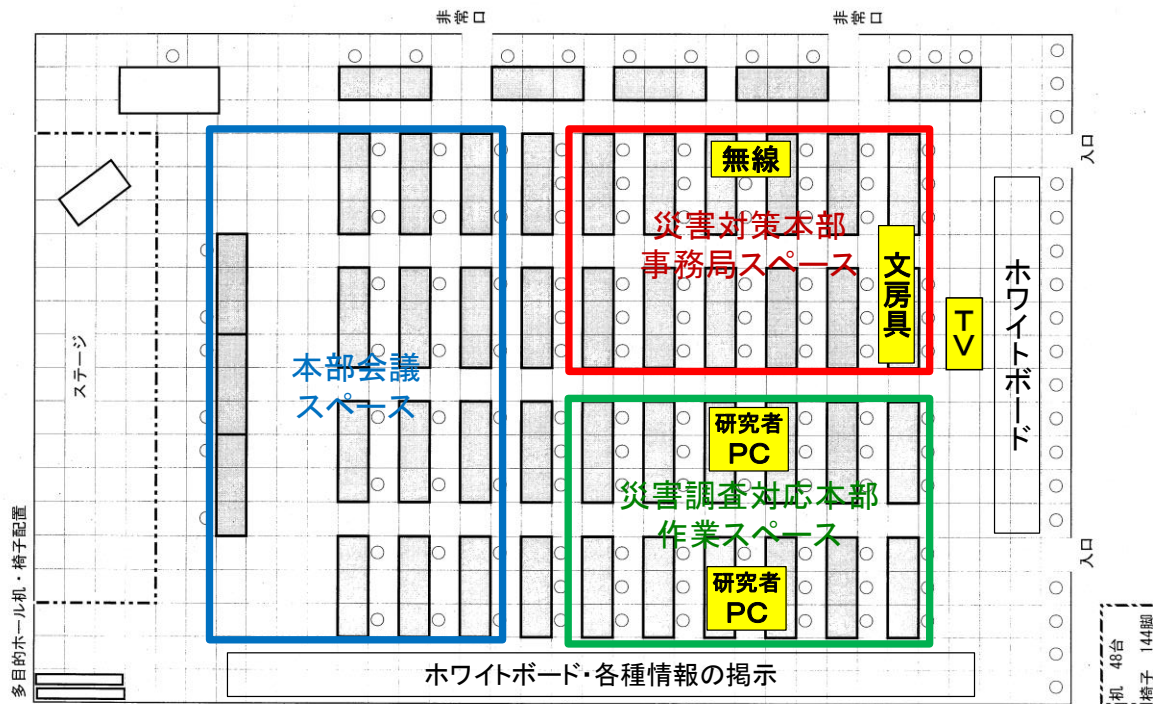 非常口
非常口
入口
無線
災害対策本部
事務局スペース
文房具
TV
ホワイトボード
ステージ
本部会議
スペース
研究者
PC
災害調査対応本部
作業スペース
研究者
PC
入口
多目的ホール机・椅子配置
ホワイトボード・各種情報の掲示
机 48台
椅子 144脚